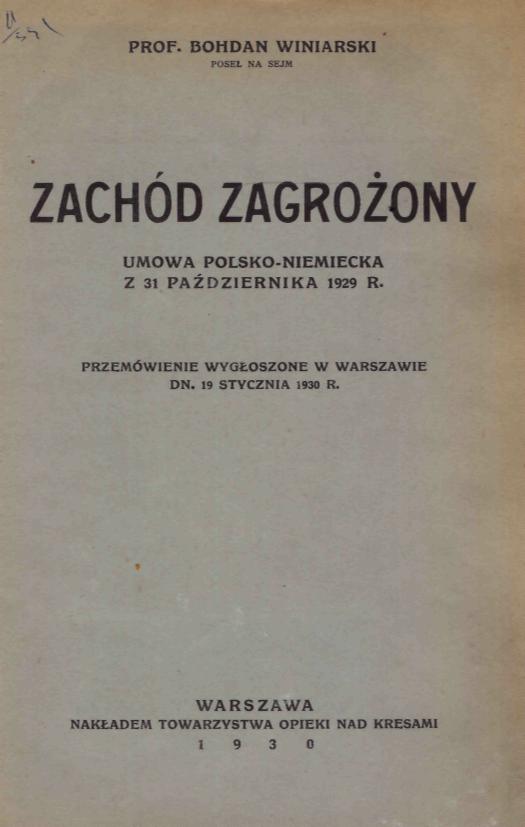 PROF. BOHDAN WINIARSKI
POSEŁ NA SEJM
ZACHÓD ZAGROŻONY
UMOWA POLSKO-NIEMIECKA
Z 31 PAŹDZIERNIKA 1929 R.
PRZEMÓWIENIE WYGŁOSZONE W WARSZAWIE
DN. 19 STYCZNIA 1930 R.
WARSZAWA
NAKŁADEM TOWARZYSTWA OPIEKI NAD KRESAMI
1 9 3 0